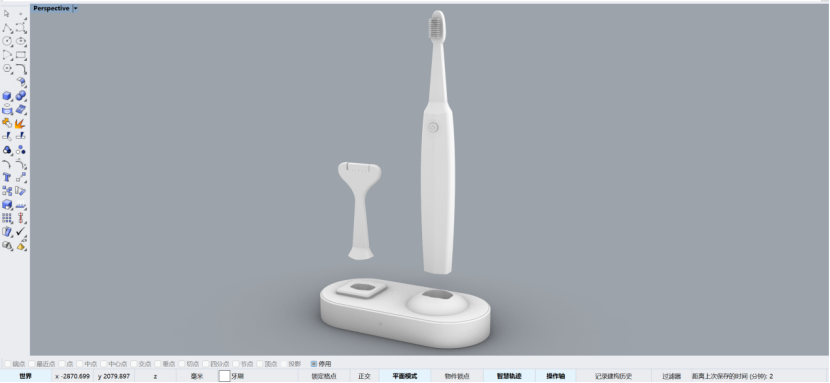 Perspective
端点 最近点 点 中点 中心点 交点 垂点 切点 四分点 节点 顶点 投影 停用
世界 x -2870.699 y 2079.897 z 毫米 牙刷 锁定格点 正交 平面模式 物件锁点 智慧轨迹 操作轴 记录建构历史 过滤器 距离上次保存的时间 (分钟): 2